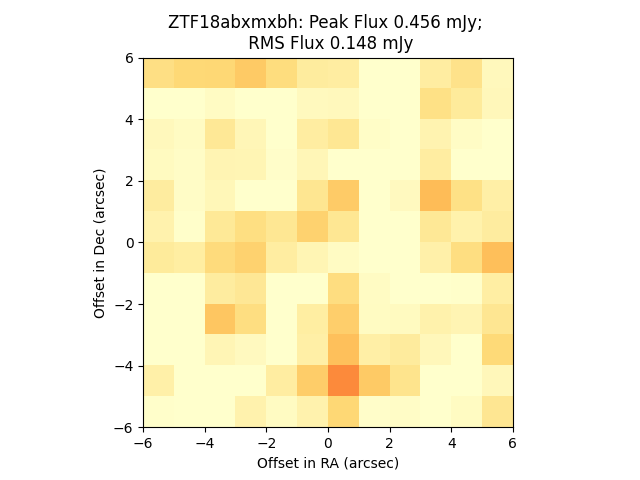 ZTF18abxmxbh: Peak Flux 0.456 mJy;
RMS Flux 0.148 mJy
6
4
2
0
−2
−4
−6
Offset in Dec (arcsec)
−6 −4 −2 0 2 4 6
Offset in RA (arcsec)